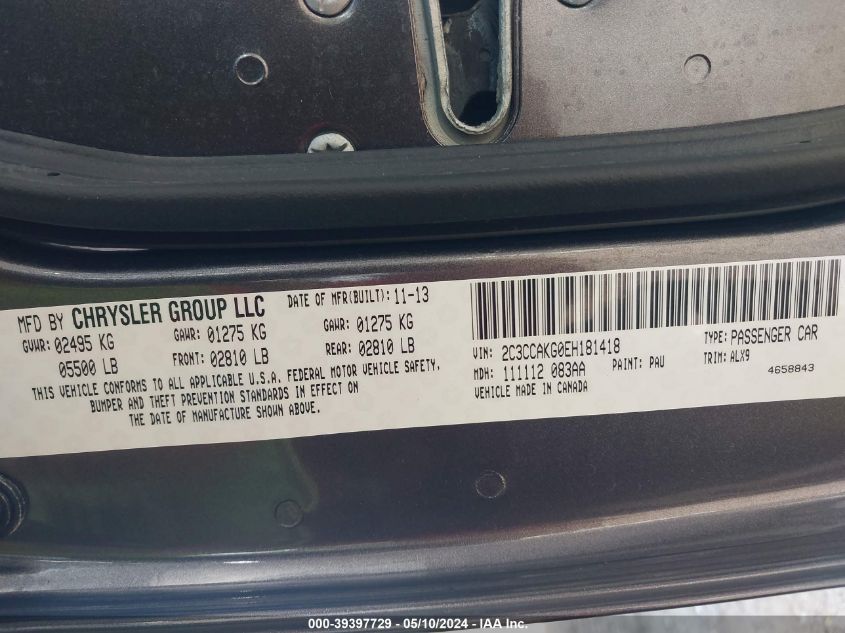 MFD BY CHRYSLER GROUP LLC DATE OF MFR(BUILT): 11-13
GVWR: 02495 KG GAWR: 01275 KG GAWR: 01275 KG
05500 LB FRONT: 02810 LB REAR: 02810 LB
THIS VEHICLE CONFORMS TO ALL APPLICABLE U.S.A. FEDERAL MOTOR VEHICLE SAFETY,
BUMPER AND THEFT PREVENTION STANDARDS IN EFFECT ON
THE DATE OF MANUFACTURE SHOWN ABOVE.
VIN: 2C3CCAKG0EH181418 TYPE: PASSENGER CAR
MDH: 111112 083AA PAINT: PAU TRIM: ALX9
VEHICLE MADE IN CANADA 4658843
000-39397729 - 05/10/2024 - IAA Inc.